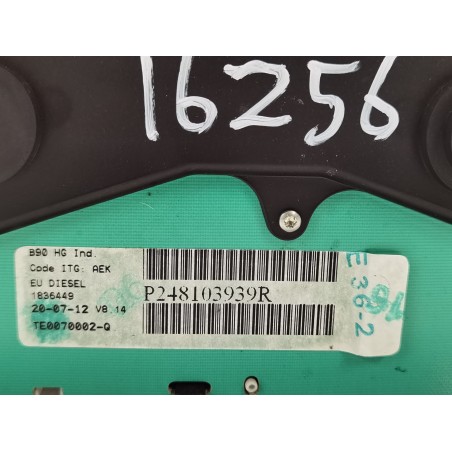 16256
B90 HG Ind.
Code ITG: AEK
EU DIESEL
1836449
20-07-12 V8.14
TE0070002-Q
P248103939R
E 36-2